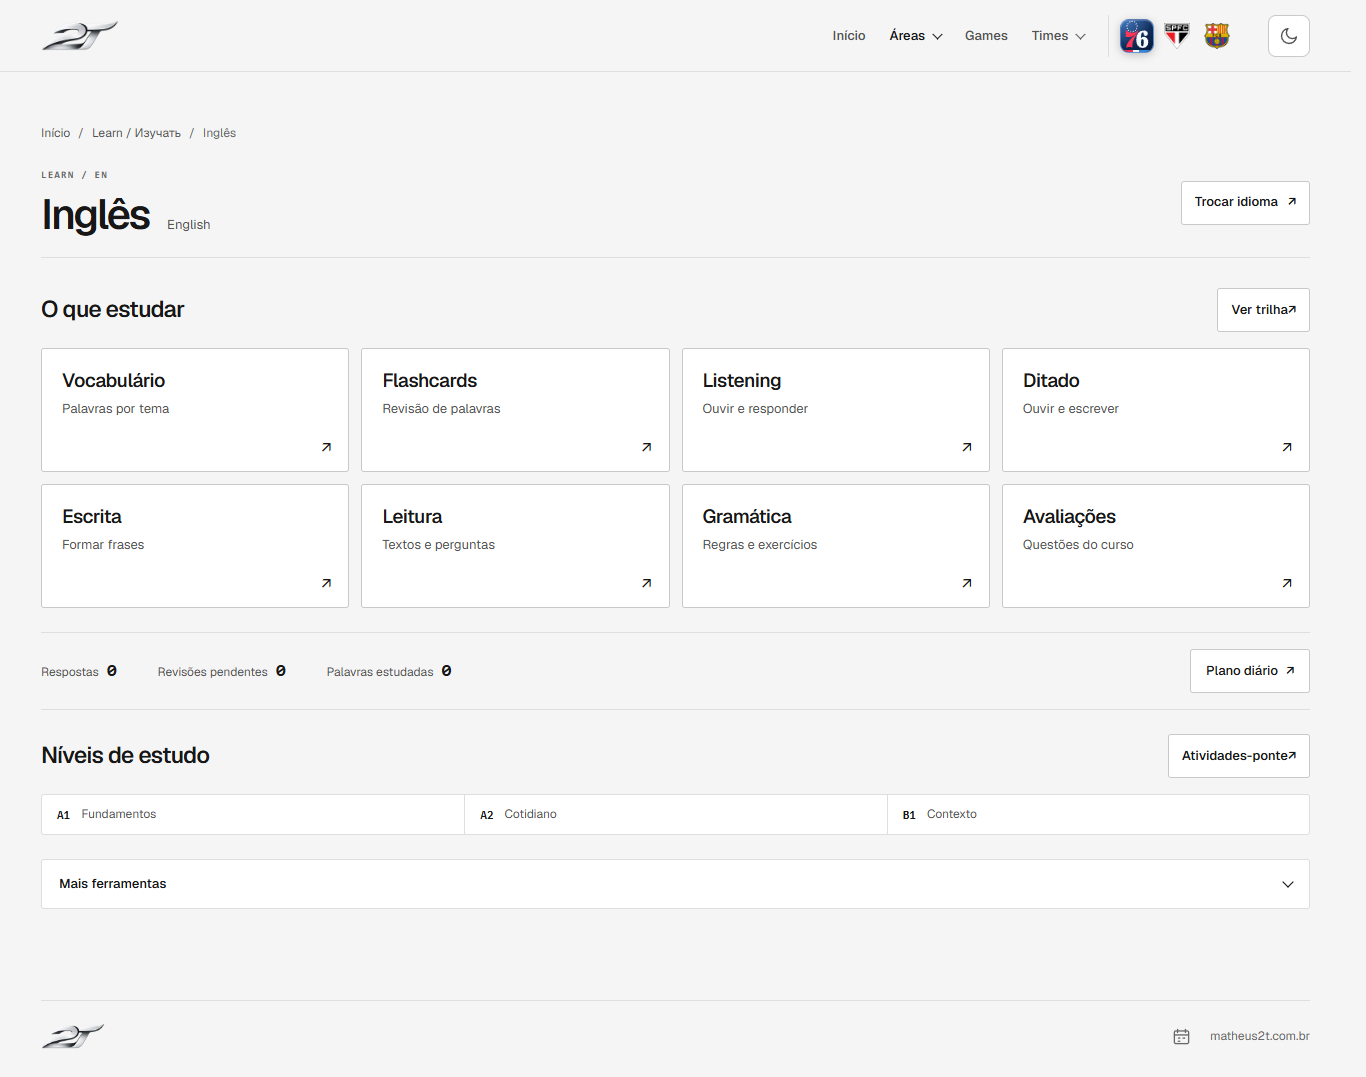 2T
Início Áreas Games Times 76 SPFC
Início / Learn / Изучать / Inglês
LEARN / EN
Inglês English
Trocar idioma
O que estudar
Ver trilha
Vocabulário
Palavras por tema
Flashcards
Revisão de palavras
Listening
Ouvir e responder
Ditado
Ouvir e escrever
Escrita
Formar frases
Leitura
Textos e perguntas
Gramática
Regras e exercícios
Avaliações
Questões do curso
Respostas 0 Revisões pendentes 0 Palavras estudadas 0
Plano diário
Níveis de estudo
Atividades-ponte
A1 Fundamentos
A2 Cotidiano
B1 Contexto
Mais ferramentas
2T
matheus2t.com.br